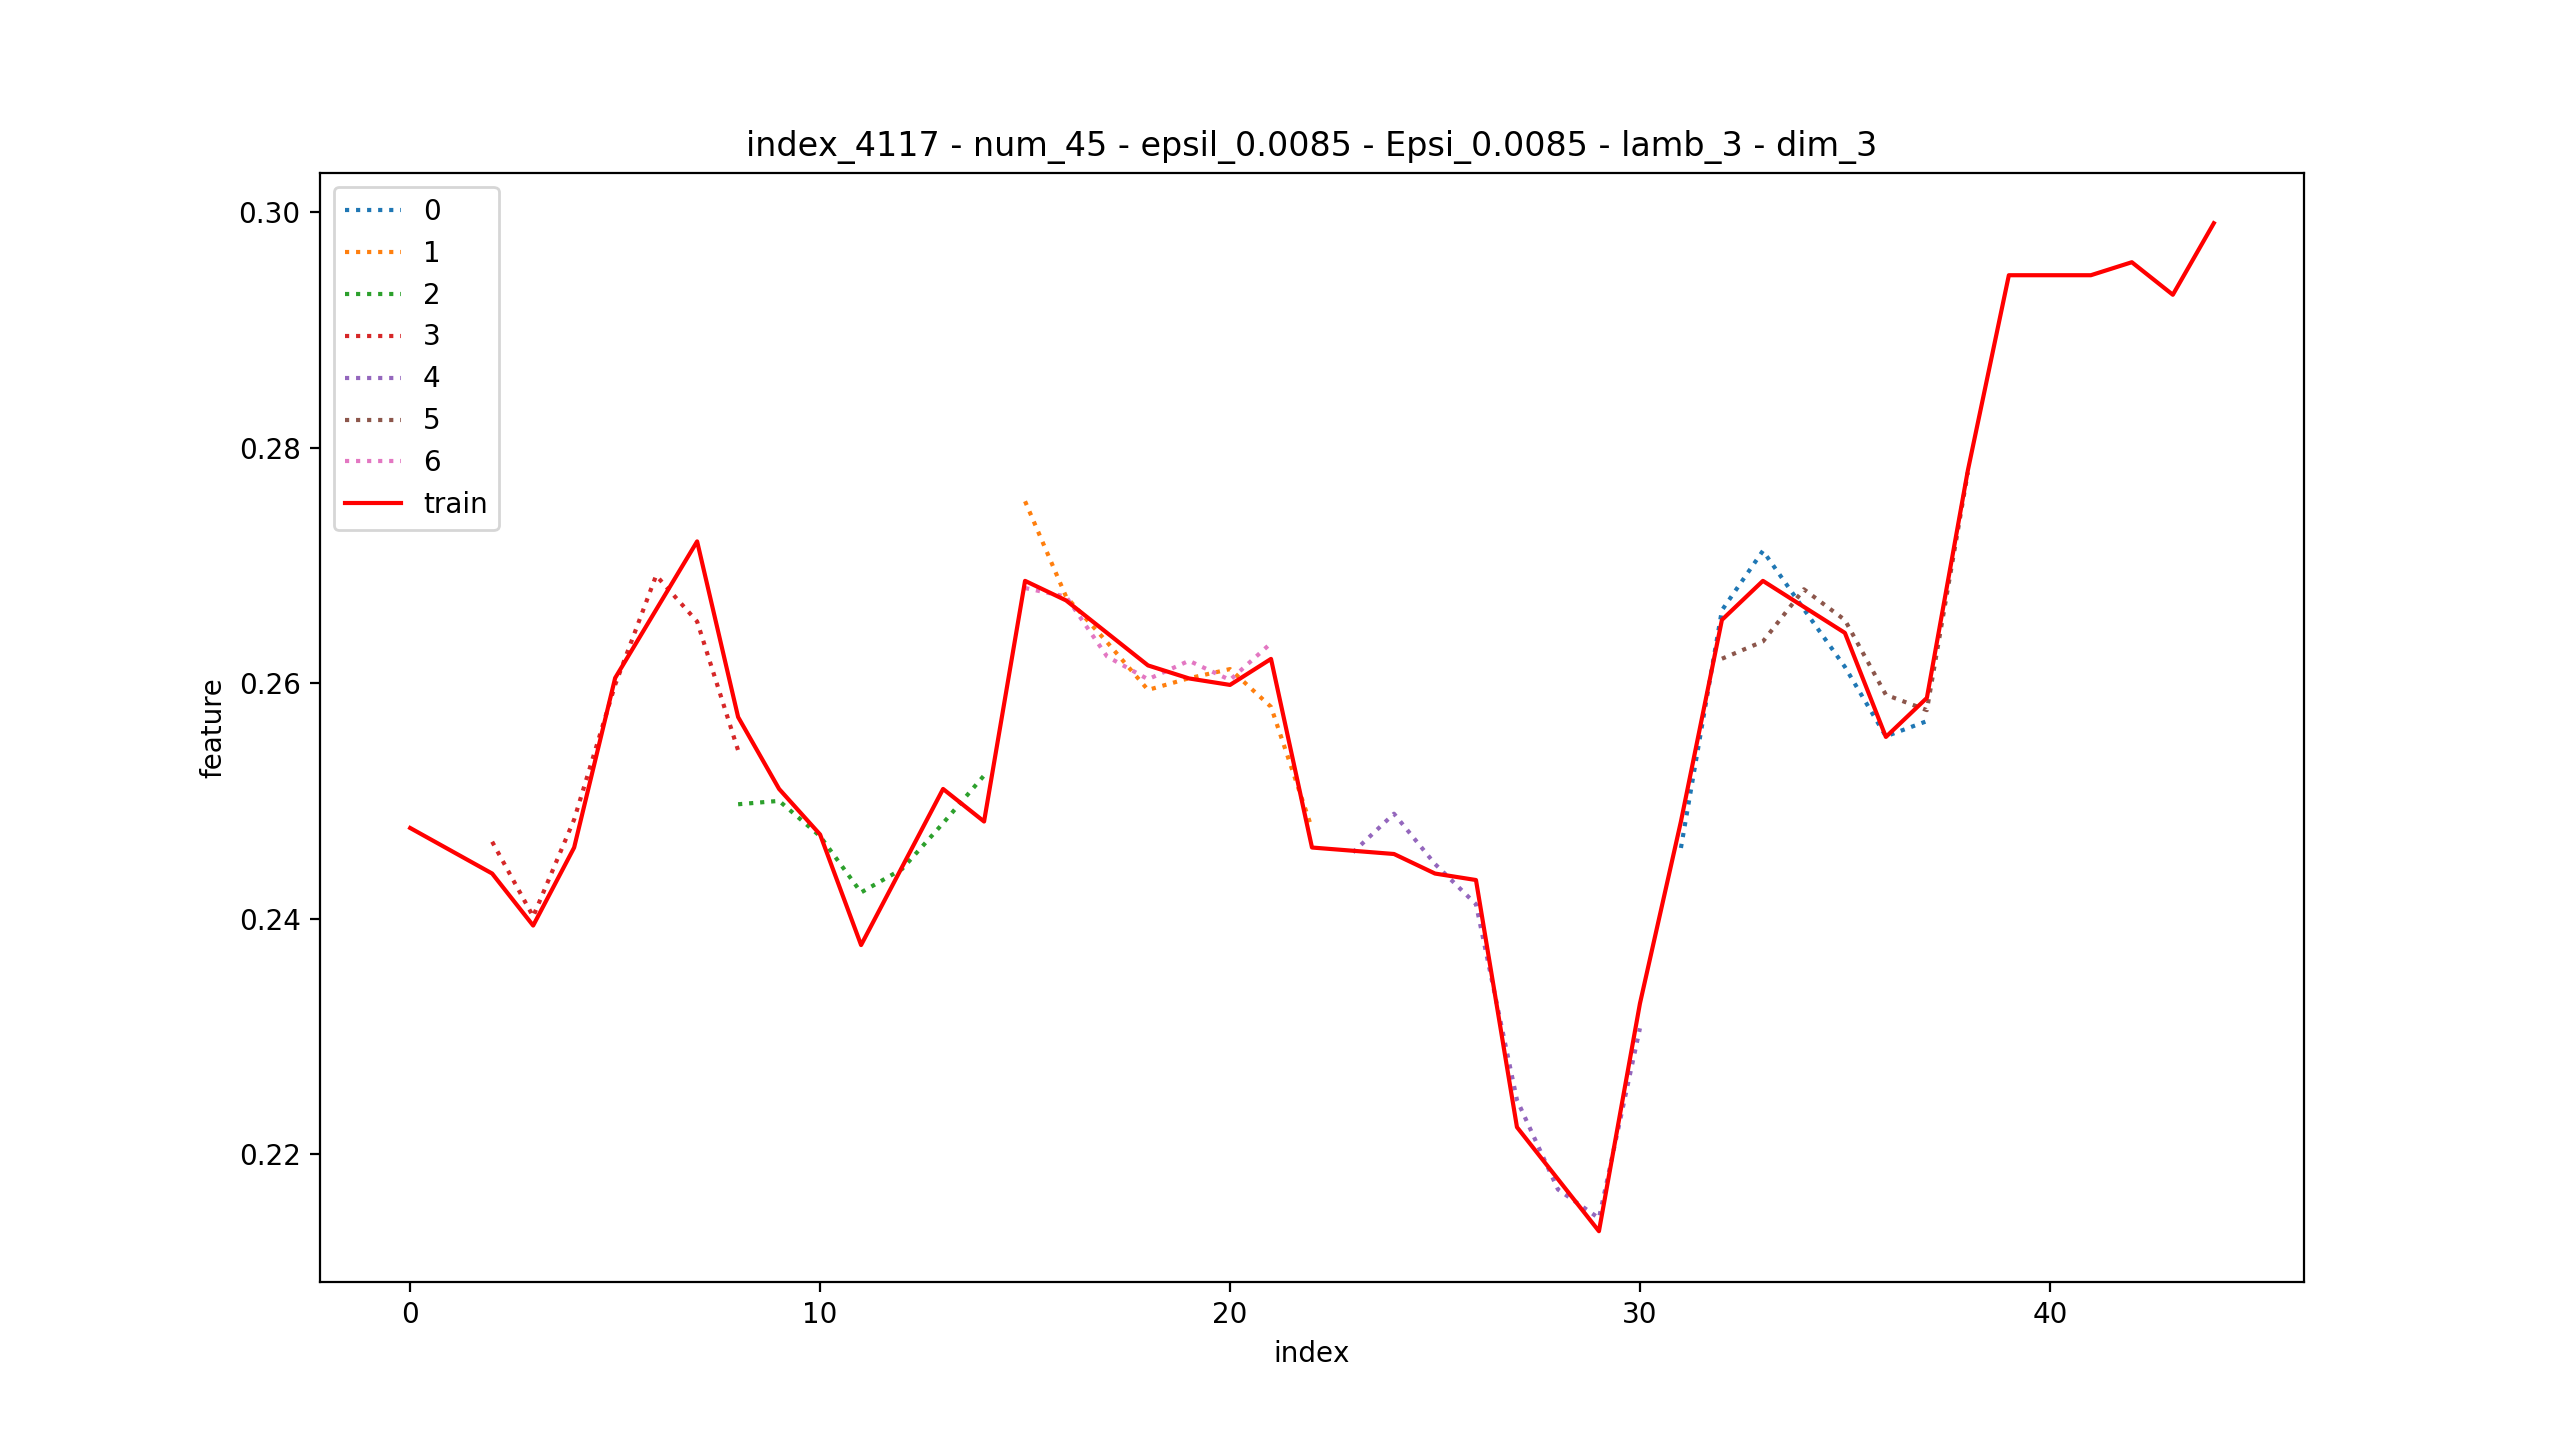 index_4117 - num_45 - epsil_0.0085 - Epsi_0.0085 - lamb_3 - dim_3
0
1
2
3
4
5
6
train
0.30
0.28
0.26
0.24
0.22
feature
0 10 20 30 40
index